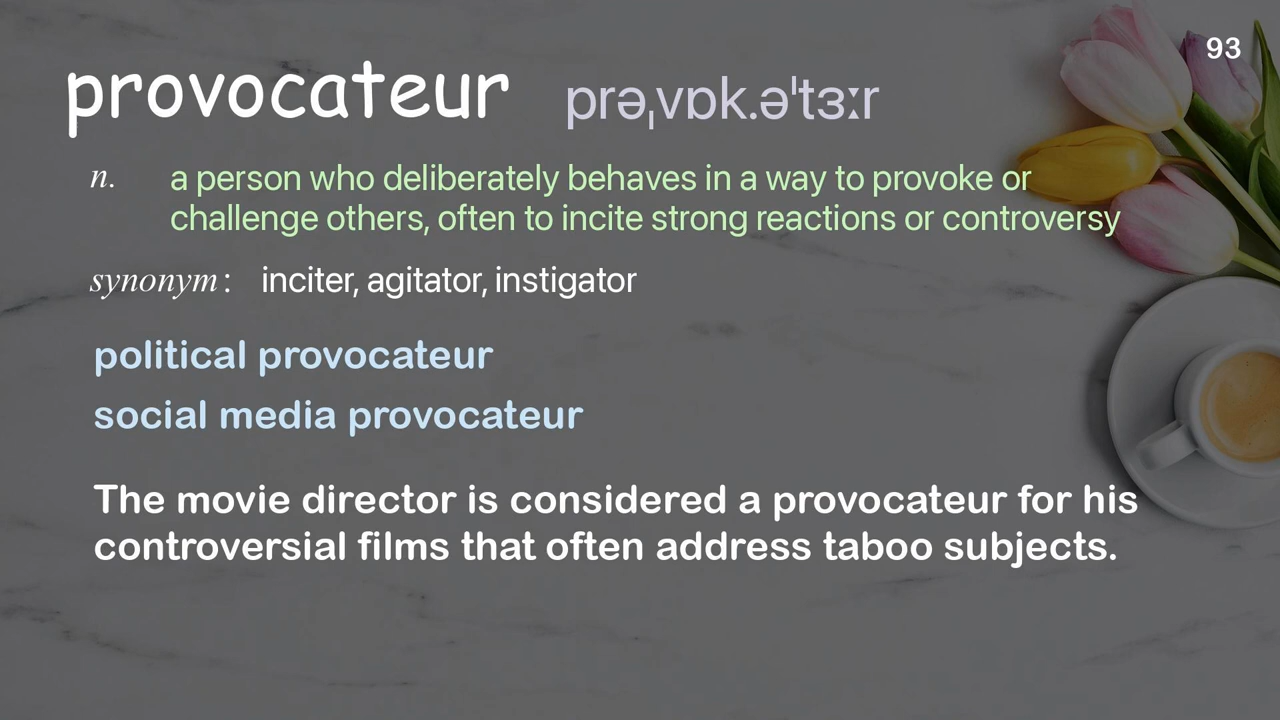 93
provocateur prəˌvɒk.əˈtɜːr
n. a person who deliberately behaves in a way to provoke or
challenge others, often to incite strong reactions or controversy
synonym: inciter, agitator, instigator
political provocateur
social media provocateur
The movie director is considered a provocateur for his
controversial films that often address taboo subjects.